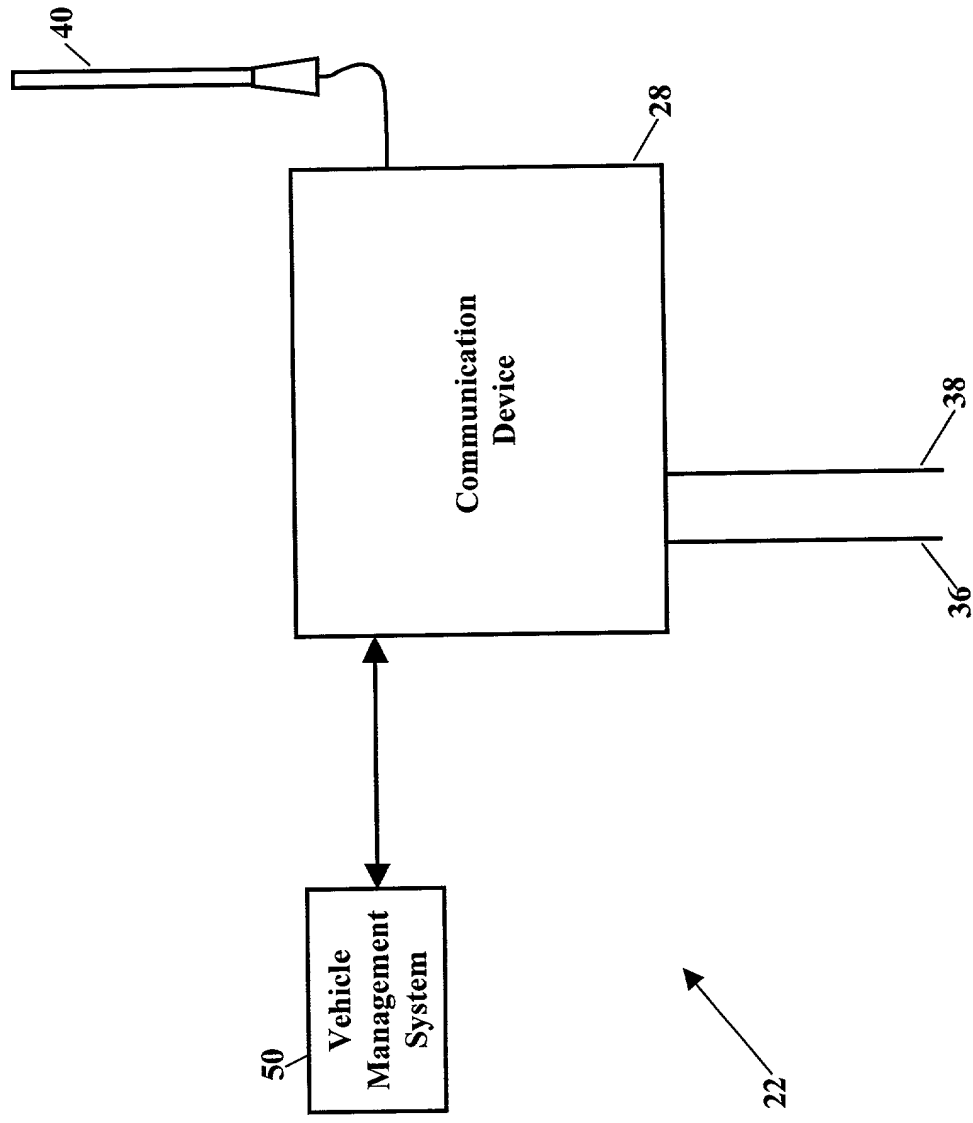 50
Vehicle
Management
System
Communication
Device
40
28
36
38
22